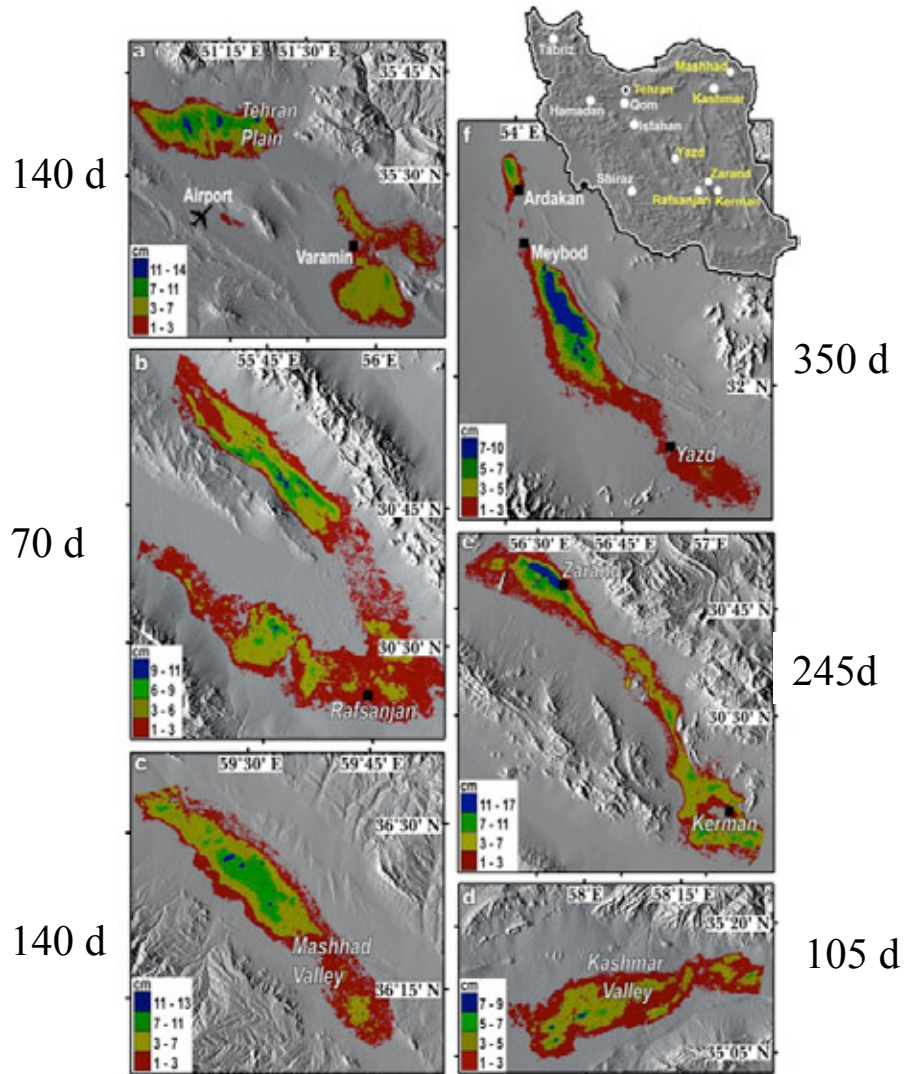 140 d
a
51°15' E 51°30' E
35°45' N
Tehran
Plain
35°30' N
Airport
Varamin
cm
11 - 14
7 - 11
3 - 7
1 - 3
70 d
b
55°45' 56°E
30°45' N
30°30' N
Rafsanjan
cm
9 - 11
6 - 9
3 - 6
1 - 3
140 d
c
59°30' E 59°45' E
36°30' N
Mashhad
Valley
36°15' N
cm
11 - 13
7 - 11
3 - 7
1 - 3
Tabriz
Mashhad
Tehran
Kashmar
Hamadan
Qom
Isfahan
Yazd
Shiraz
Zarand
Rafsanjan
Kerman
350 d
f
54° E
Ardakan
Meybod
32° N
Yazd
cm
7-10
5 - 7
3 - 5
1 - 3
245d
56°30' E 56°45' E 57° E
Zarand
30°45' N
30°30' N
Kerman
cm
11 - 17
7 - 11
3 - 7
1 - 3
105 d
d
58°E 58°15' E
35°20' N
Kashmar
Valley
35°05' N
cm
7 - 9
5 - 7
3 - 5
1 - 3